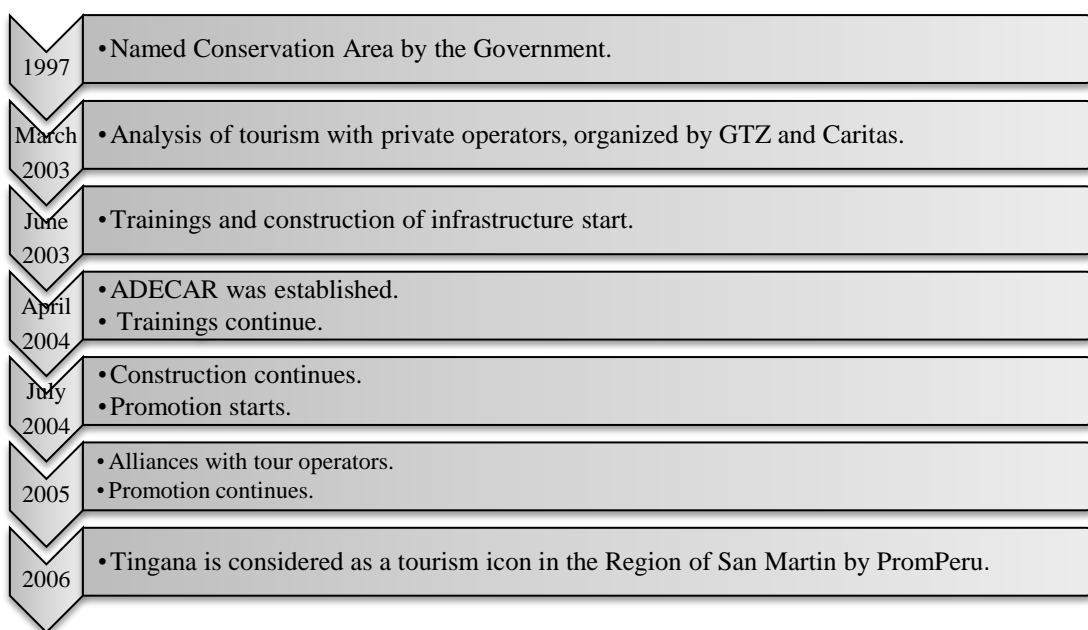 1997
•Named Conservation Area by the Government.
March
2003
•Analysis of tourism with private operators, organized by GTZ and Caritas.
June
2003
•Trainings and construction of infrastructure start.
April
2004
•ADECAR was established.
• Trainings continue.
July
2004
•Construction continues.
•Promotion starts.
2005
•Alliances with tour operators.
•Promotion continues.
2006
•Tingana is considered as a tourism icon in the Region of San Martin by PromPeru.